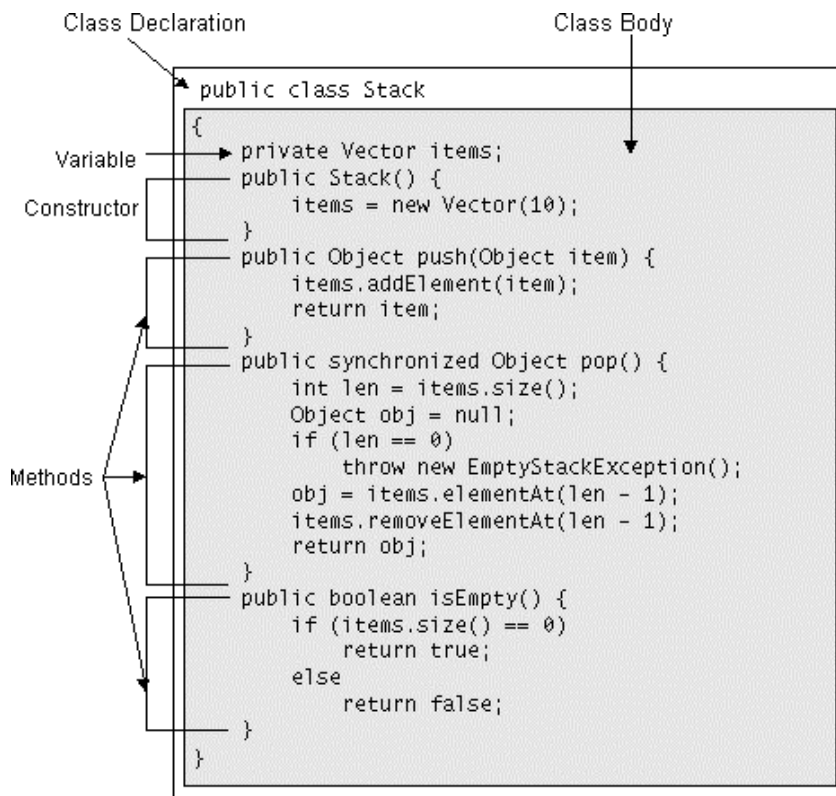 Class Declaration
Class Body
public class Stack
{
Variable
private Vector items;
public Stack() {
Constructor
items = new Vector(10);
}
public Object push(Object item) {
items.addElement(item);
return item;
}
public synchronized Object pop() {
int len = items.size();
Object obj = null;
if (len == 0)
throw new EmptyStackException();
Methods
obj = items.elementAt(len - 1);
items.removeElementAt(len - 1);
return obj;
}
public boolean isEmpty() {
if (items.size() == 0)
return true;
else
return false;
}
}